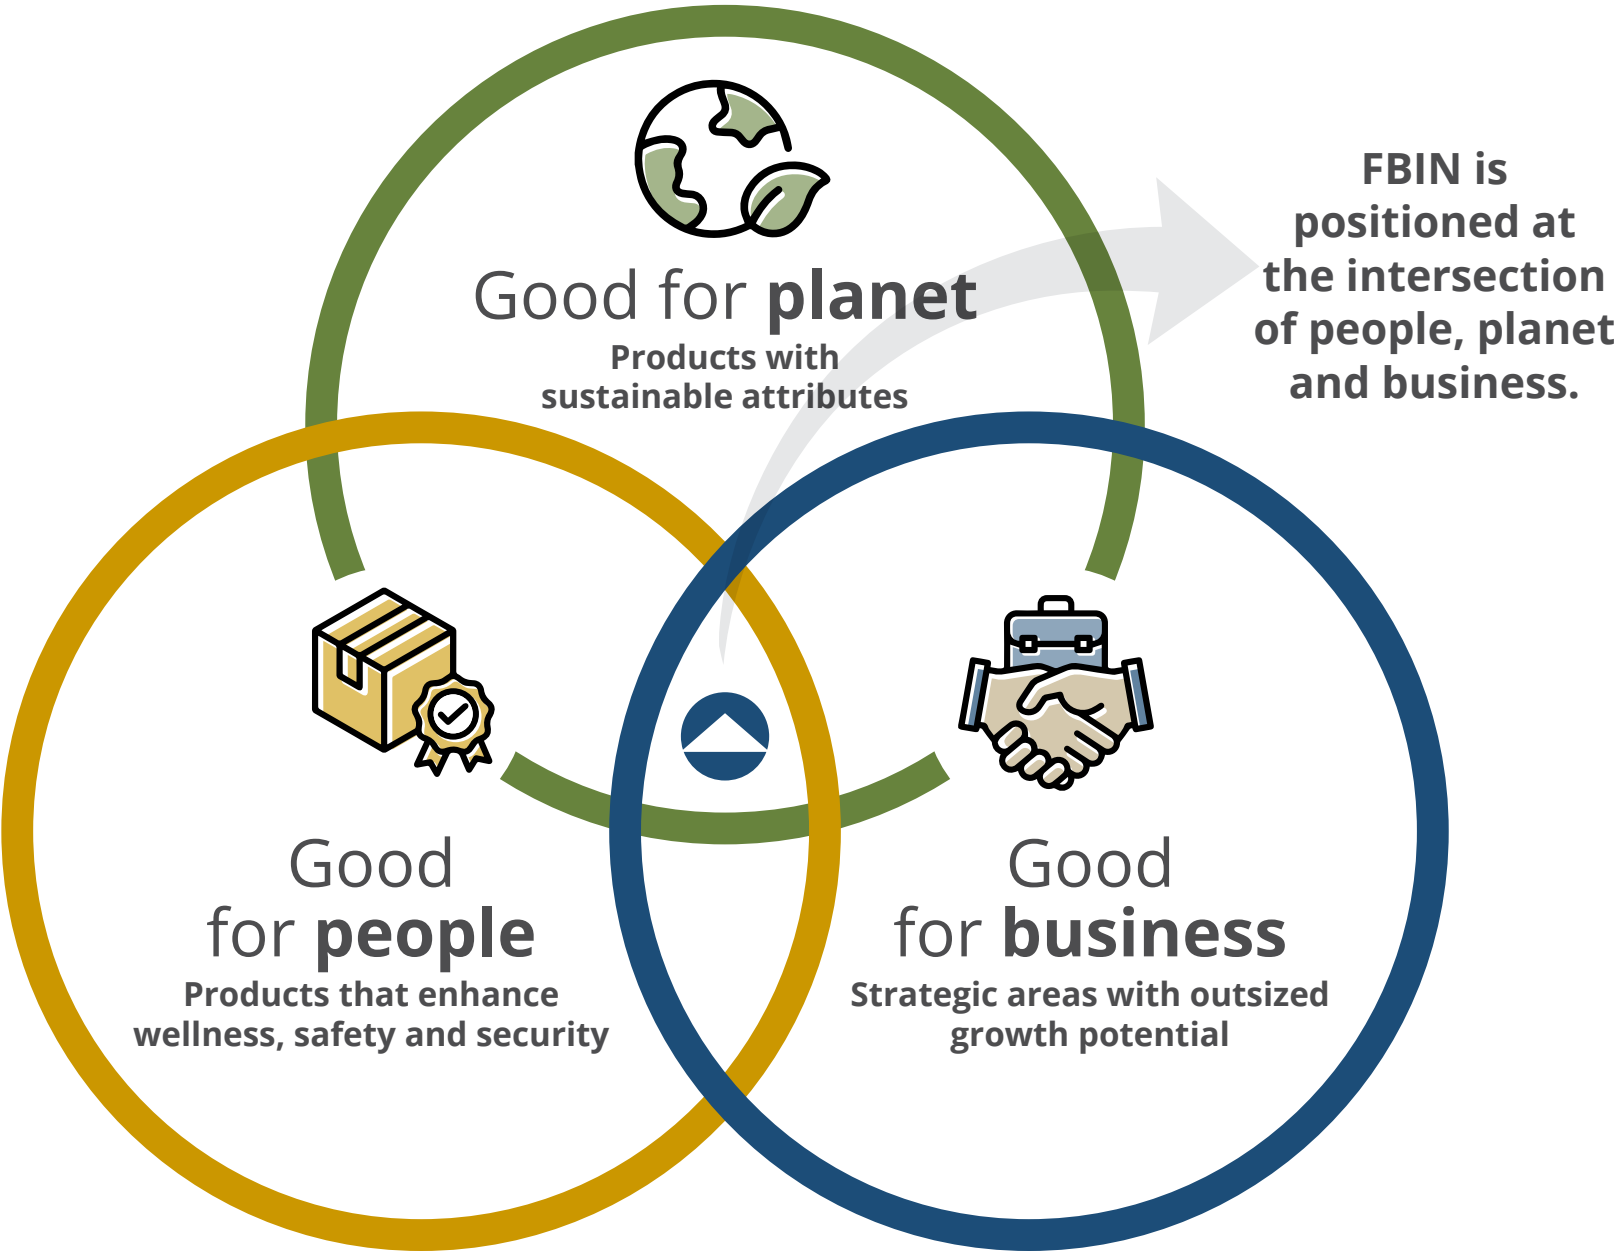 Good for planet
Products with
sustainable attributes
FBIN is
positioned at
the intersection
of people, planet
and business.
Good
for people
Products that enhance
wellness, safety and security
Good
for business
Strategic areas with outsized
growth potential